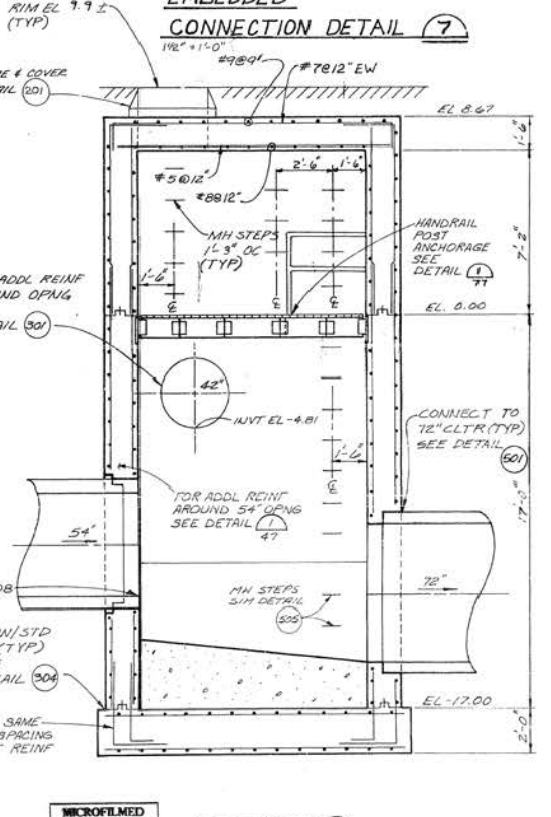 RIM EL 9.9 ±
(TYP)
EMBEDDED
CONNECTION DETAIL 7
1½" = 1'-0"
#9@9"
#7@12" EW
E & COVER
AIL 201
EL 8.67
1'-6"
#5@12"
#8@12"
2'-6"
1'-6"
MH STEPS
1'-3" OC
(TYP)
1'-6"
HANDRAIL
POST
ANCHORAGE
SEE
DETAIL 1
77
7'-2"
ADDL REINF
ND OPNG
AIL 301
EL. 0.00
42"
INVT EL-4.81
CONNECT TO
72" CLTR (TYP)
SEE DETAIL
501
1'-6"
17'-0"
FOR ADDL REINF
AROUND 54" OPNG
SEE DETAIL 1
47
54"
72"
MH STEPS
SIM DETAIL
505
N/STD
(TYP)
AIL 304
EL-17.00
SAME
SPACING
REINF
2'-0"
MICROFILMED